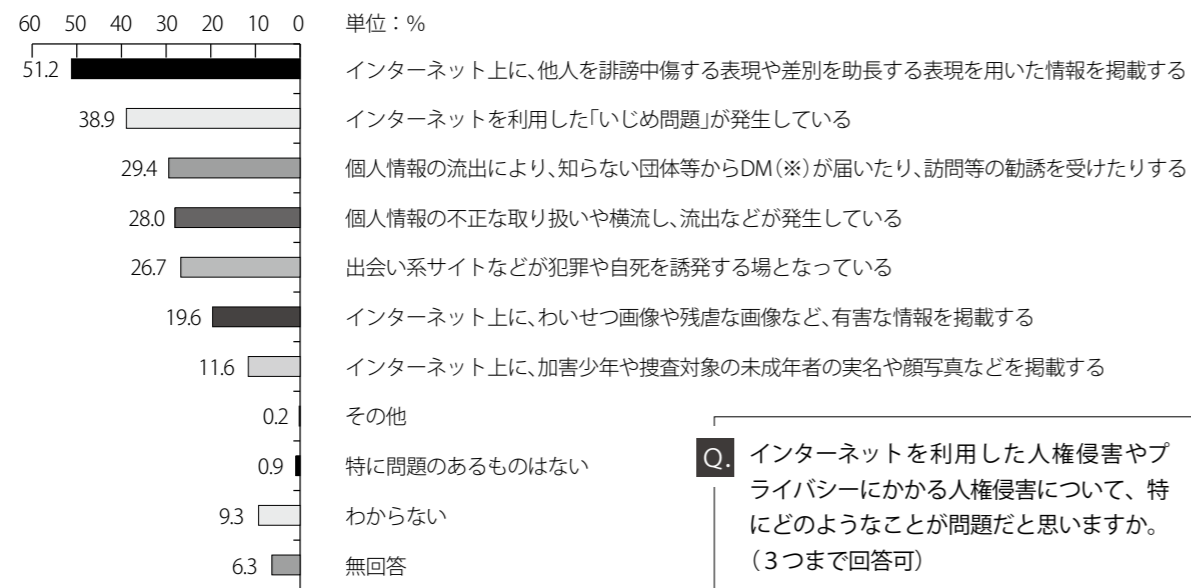 60 50 40 30 20 10 0 単位：%
51.2 インターネット上に、他人を誹謗中傷する表現や差別を助長する表現を用いた情報を掲載する
38.9 インターネットを利用した「いじめ問題」が発生している
29.4 個人情報の流出により、知らない団体等からDM（※）が届いたり、訪問等の勧誘を受けたりする
28.0 個人情報の不正な取り扱いや横流し、流出などが発生している
26.7 出会い系サイトなどが犯罪や自死を誘発する場となっている
19.6 インターネット上に、わいせつ画像や残虐な画像など、有害な情報を掲載する
11.6 インターネット上に、加害少年や捜査対象の未成年者の実名や顔写真などを掲載する
0.2 その他
0.9 特に問題のあるものはない
9.3 わからない
6.3 無回答
Q. インターネットを利用した人権侵害やプ
ライバシーにかかる人権侵害について、特
にどのようなことが問題だと思いますか。
（３つまで回答可）